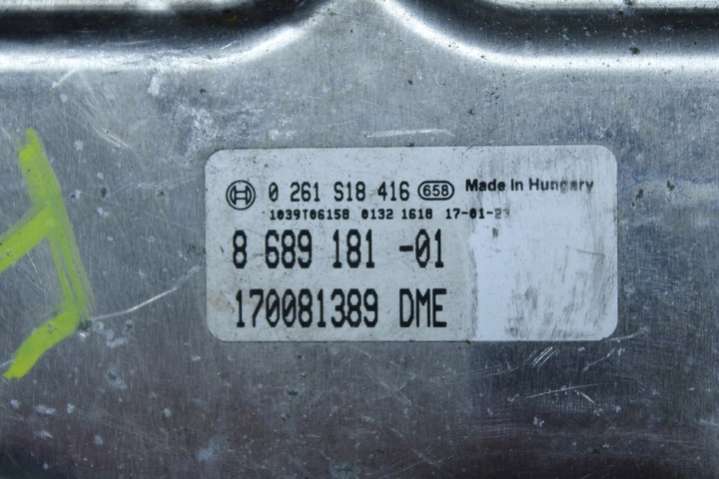 0 261 S18 416 658 Made in Hungary
1039T06158 0132 1618 17-01-23
8 689 181 -01
170081389 DME